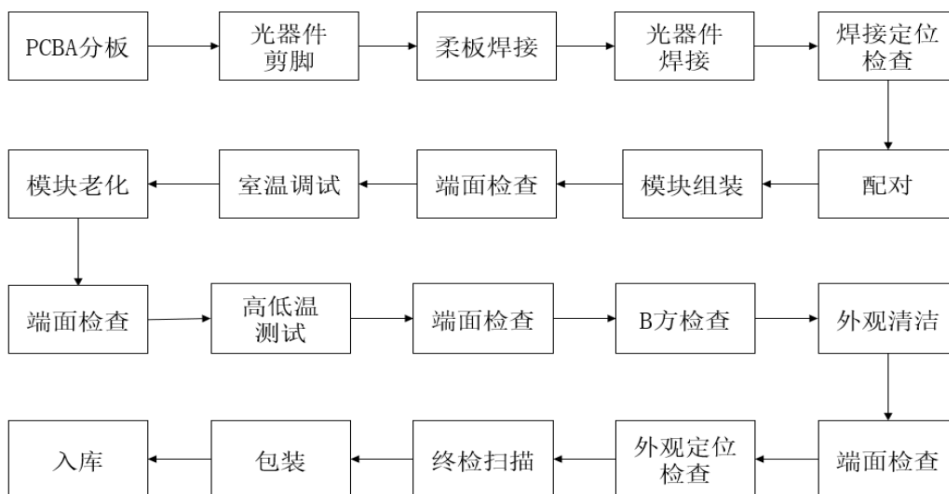 PCBA分板
光器件
剪脚
柔板焊接
光器件
焊接
焊接定位
检查
配对
模块组装
端面检查
室温调试
模块老化
端面检查
高低温
测试
端面检查
B方检查
外观清洁
端面检查
外观定位
检查
终检扫描
包装
入库